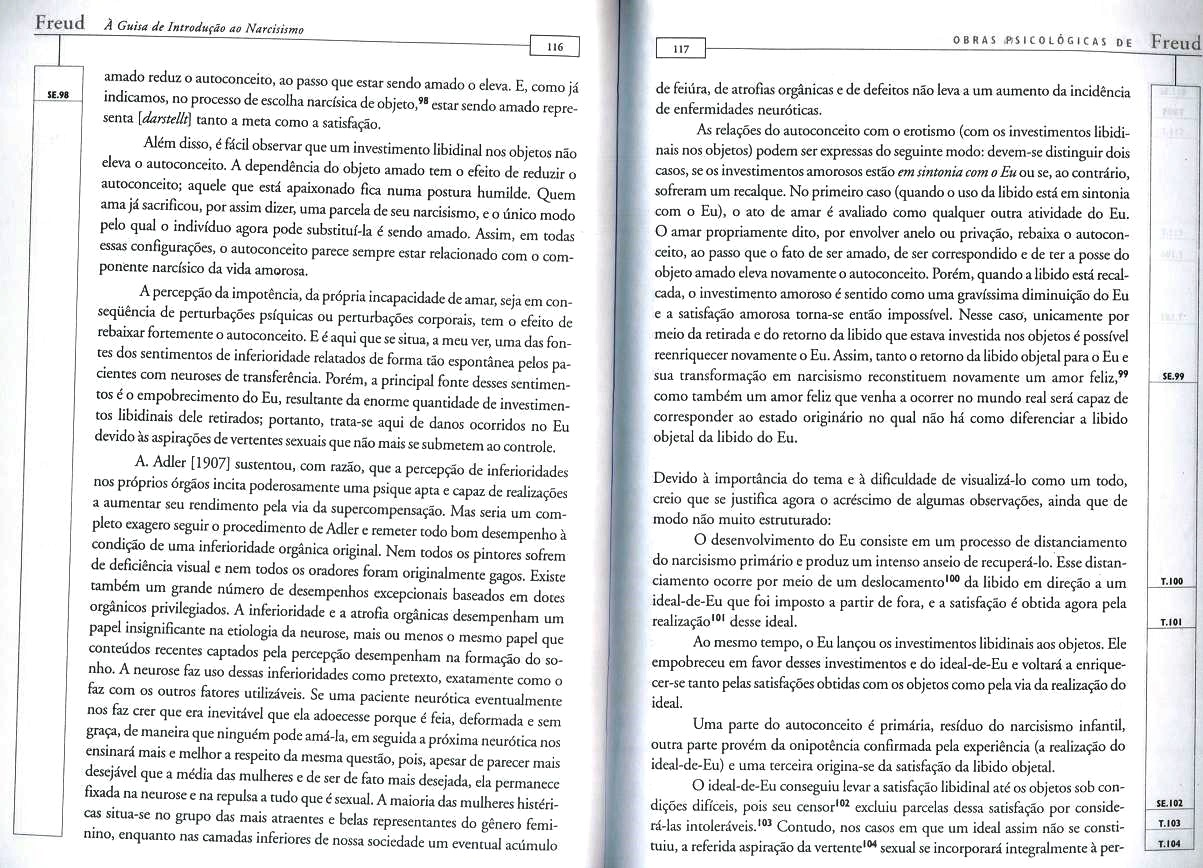 Freud À Guisa de Introdução ao Narcisismo
116
SE.98
amado reduz o autoconceito, ao passo que estar sendo amado o eleva. E, como já
indicamos, no processo de escolha narcísica de objeto,⁹⁸ estar sendo amado repre-
senta [darstellt] tanto a meta como a satisfação.
Além disso, é fácil observar que um investimento libidinal nos objetos não
eleva o autoconceito. A dependência do objeto amado tem o efeito de reduzir o
autoconceito; aquele que está apaixonado fica numa postura humilde. Quem
ama já sacrificou, por assim dizer, uma parcela de seu narcisismo, e o único modo
pelo qual o indivíduo agora pode substituí-la é sendo amado. Assim, em todas
essas configurações, o autoconceito parece sempre estar relacionado com o com-
ponente narcísico da vida amorosa.
A percepção da impotência, da própria incapacidade de amar, seja em con-
seqüência de perturbações psíquicas ou perturbações corporais, tem o efeito de
rebaixar fortemente o autoconceito. E é aqui que se situa, a meu ver, uma das fon-
tes dos sentimentos de inferioridade relatados de forma tão espontânea pelos pa-
cientes com neuroses de transferência. Porém, a principal fonte desses sentimen-
tos é o empobrecimento do Eu, resultante da enorme quantidade de investimen-
tos libidinais dele retirados; portanto, trata-se aqui de danos ocorridos no Eu
devido às aspirações de vertentes sexuais que não mais se submetem ao controle.
A. Adler [1907] sustentou, com razão, que a percepção de inferioridades
nos próprios órgãos incita poderosamente uma psique apta e capaz de realizações
a aumentar seu rendimento pela via da supercompensação. Mas seria um com-
pleto exagero seguir o procedimento de Adler e remeter todo bom desempenho à
condição de uma inferioridade orgânica original. Nem todos os pintores sofrem
de deficiência visual e nem todos os oradores foram originalmente gagos. Existe
também um grande número de desempenhos excepcionais baseados em dotes
orgânicos privilegiados. A inferioridade e a atrofia orgânicas desempenham um
papel insignificante na etiologia da neurose, mais ou menos o mesmo papel que
conteúdos recentes captados pela percepção desempenham na formação do so-
nho. A neurose faz uso dessas inferioridades como pretexto, exatamente como o
faz com os outros fatores utilizáveis. Se uma paciente neurótica eventualmente
nos faz crer que era inevitável que ela adoecesse porque é feia, deformada e sem
graça, de maneira que ninguém pode amá-la, em seguida a próxima neurótica nos
ensinará mais e melhor a respeito da mesma questão, pois, apesar de parecer mais
desejável que a média das mulheres e de ser de fato mais desejada, ela permanece
fixada na neurose e na repulsa a tudo que é sexual. A maioria das mulheres histéri-
cas situa-se no grupo das mais atraentes e belas representantes do gênero femi-
nino, enquanto nas camadas inferiores de nossa sociedade um eventual acúmulo
117
OBRAS PSICOLÓGICAS DE Freud
de feiúra, de atrofias orgânicas e de defeitos não leva a um aumento da incidência
de enfermidades neuróticas.
As relações do autoconceito com o erotismo (com os investimentos libidi-
nais nos objetos) podem ser expressas do seguinte modo: devem-se distinguir dois
casos, se os investimentos amorosos estão em sintonia com o Eu ou se, ao contrário,
sofreram um recalque. No primeiro caso (quando o uso da libido está em sintonia
com o Eu), o ato de amar é avaliado como qualquer outra atividade do Eu.
O amar propriamente dito, por envolver anelo ou privação, rebaixa o autocon-
ceito, ao passo que o fato de ser amado, de ser correspondido e de ter a posse do
objeto amado eleva novamente o autoconceito. Porém, quando a libido está recal-
cada, o investimento amoroso é sentido como uma gravíssima diminuição do Eu
e a satisfação amorosa torna-se então impossível. Nesse caso, unicamente por
meio da retirada e do retorno da libido que estava investida nos objetos é possível
reenriquecer novamente o Eu. Assim, tanto o retorno da libido objetal para o Eu e
sua transformação em narcisismo reconstituem novamente um amor feliz,⁹⁹
SE.99
como também um amor feliz que venha a ocorrer no mundo real será capaz de
corresponder ao estado originário no qual não há como diferenciar a libido
objetal da libido do Eu.
Devido à importância do tema e à dificuldade de visualizá-lo como um todo,
creio que se justifica agora o acréscimo de algumas observações, ainda que de
modo não muito estruturado:
O desenvolvimento do Eu consiste em um processo de distanciamento
do narcisismo primário e produz um intenso anseio de recuperá-lo. Esse distan-
ciamento ocorre por meio de um deslocamento¹⁰⁰ da libido em direção a um
T.100
ideal-de-Eu que foi imposto a partir de fora, e a satisfação é obtida agora pela
realização¹⁰¹ desse ideal.
T.101
Ao mesmo tempo, o Eu lançou os investimentos libidinais aos objetos. Ele
empobreceu em favor desses investimentos e do ideal-de-Eu e voltará a enrique-
cer-se tanto pelas satisfações obtidas com os objetos como pela via da realização do
ideal.
Uma parte do autoconceito é primária, resíduo do narcisismo infantil,
outra parte provém da onipotência confirmada pela experiência (a realização do
ideal-de-Eu) e uma terceira origina-se da satisfação da libido objetal.
O ideal-de-Eu conseguiu levar a satisfação libidinal até os objetos sob con-
dições difíceis, pois seu censor¹⁰² excluiu parcelas dessa satisfação por conside-
SE.102
rá-las intoleráveis.¹⁰³ Contudo, nos casos em que um ideal assim não se consti-
T.103
tuiu, a referida aspiração da vertente¹⁰⁴ sexual se incorporará integralmente à per-
T.104